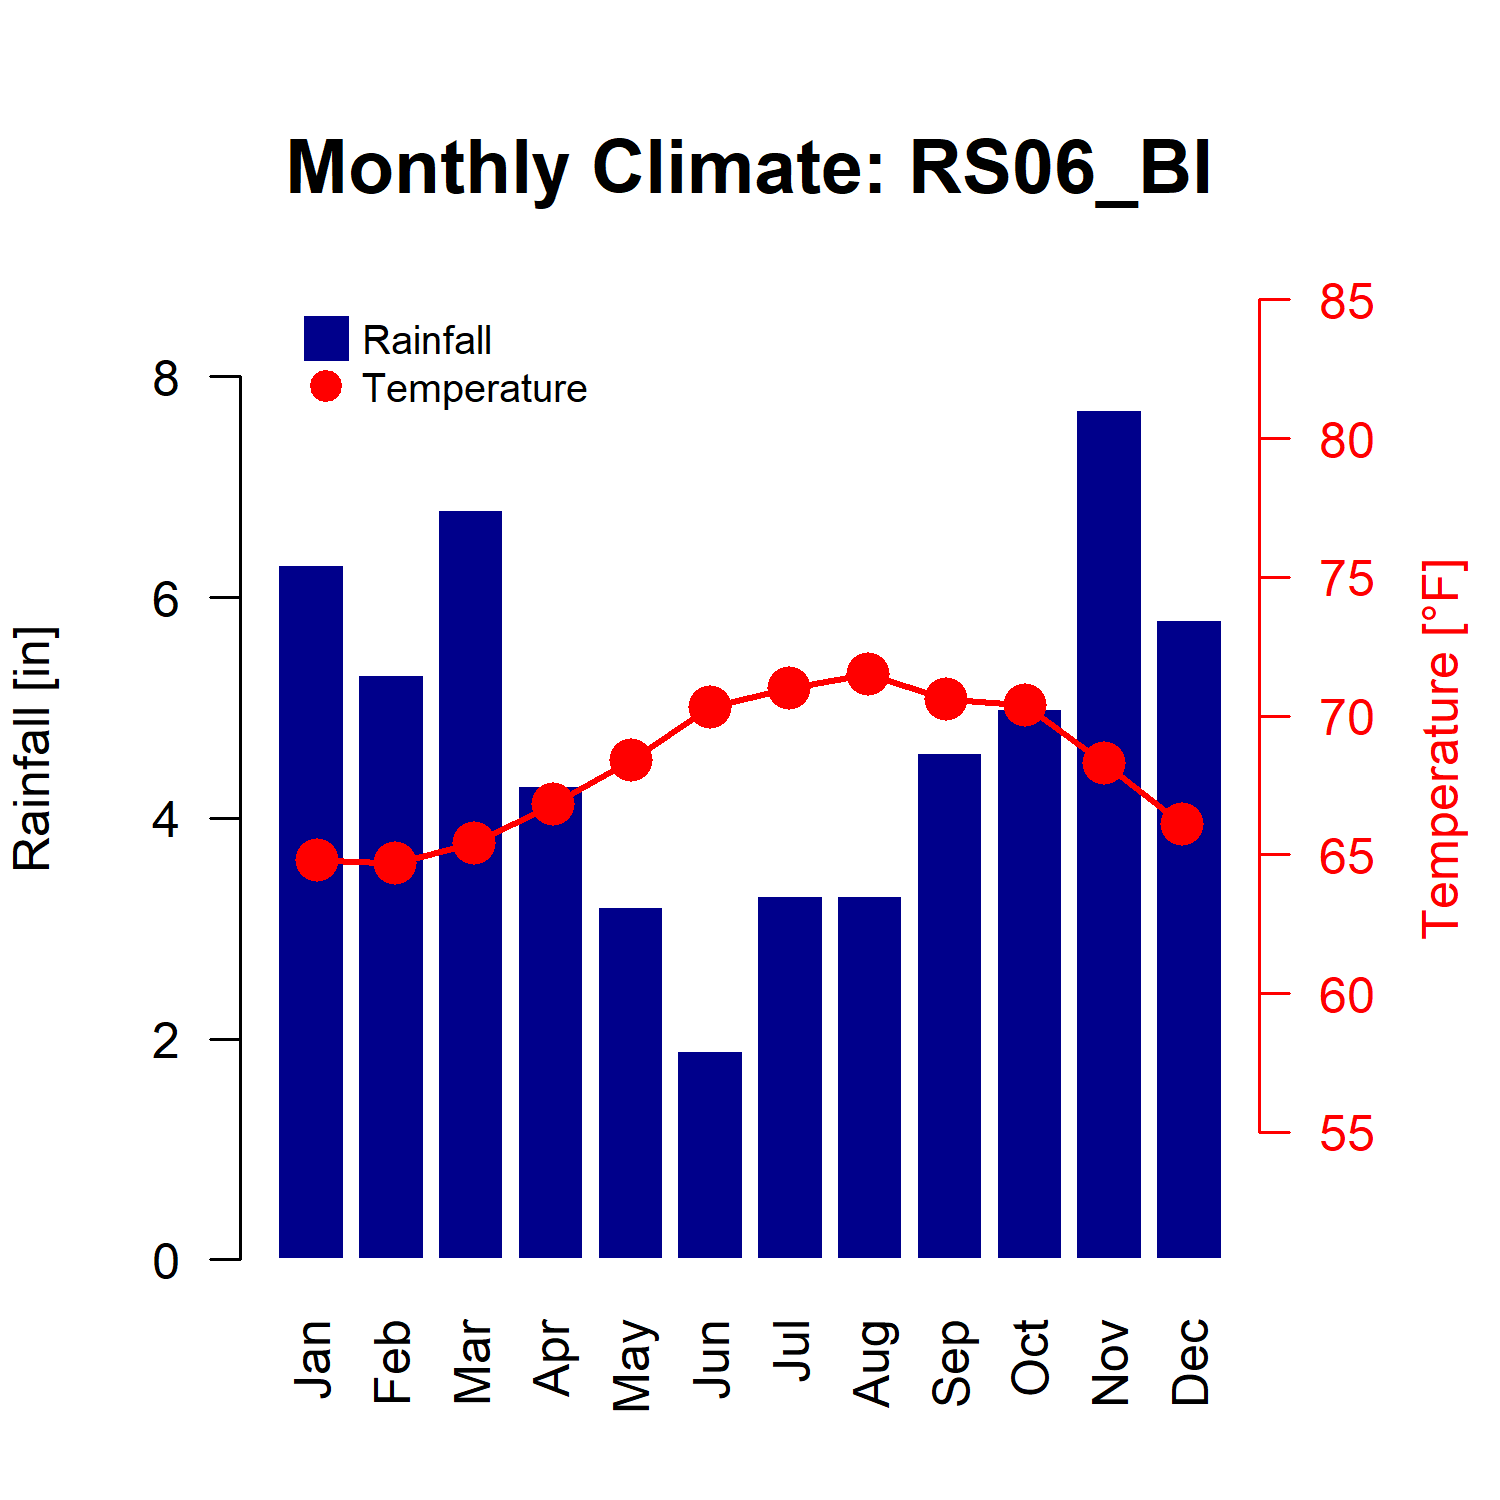 Monthly Climate: RS06_BI
Rainfall
Temperature
8
6
4
2
0
Rainfall [in]
85
80
75
70
65
60
55
Temperature [°F]
Jan
Feb
Mar
Apr
May
Jun
Jul
Aug
Sep
Oct
Nov
Dec